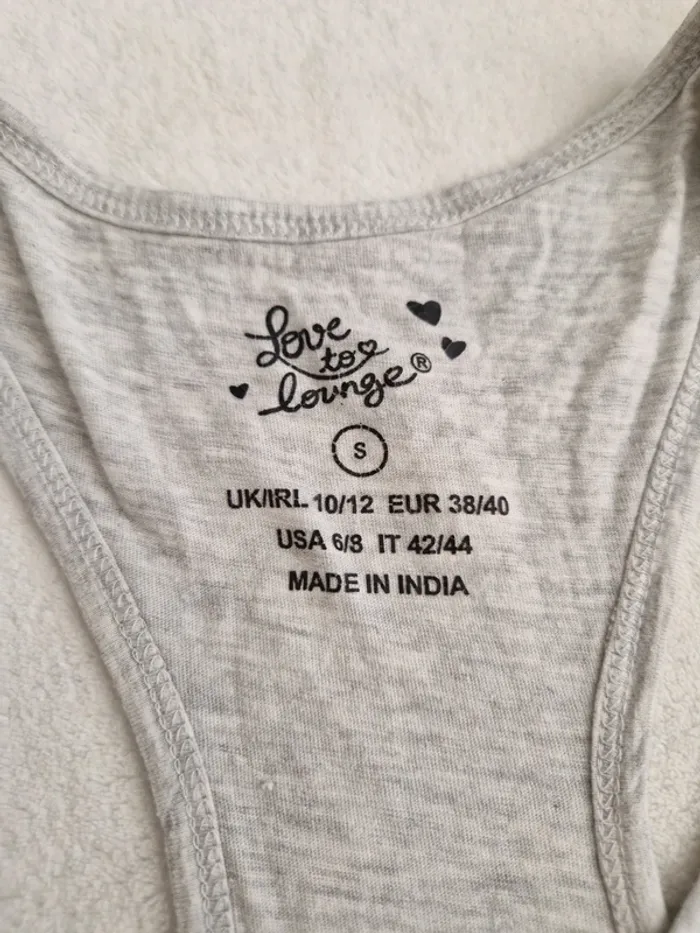 Love
to
lounge®
S
UK/IRL 10/12 EUR 38/40
USA 6/8 IT 42/44
MADE IN INDIA